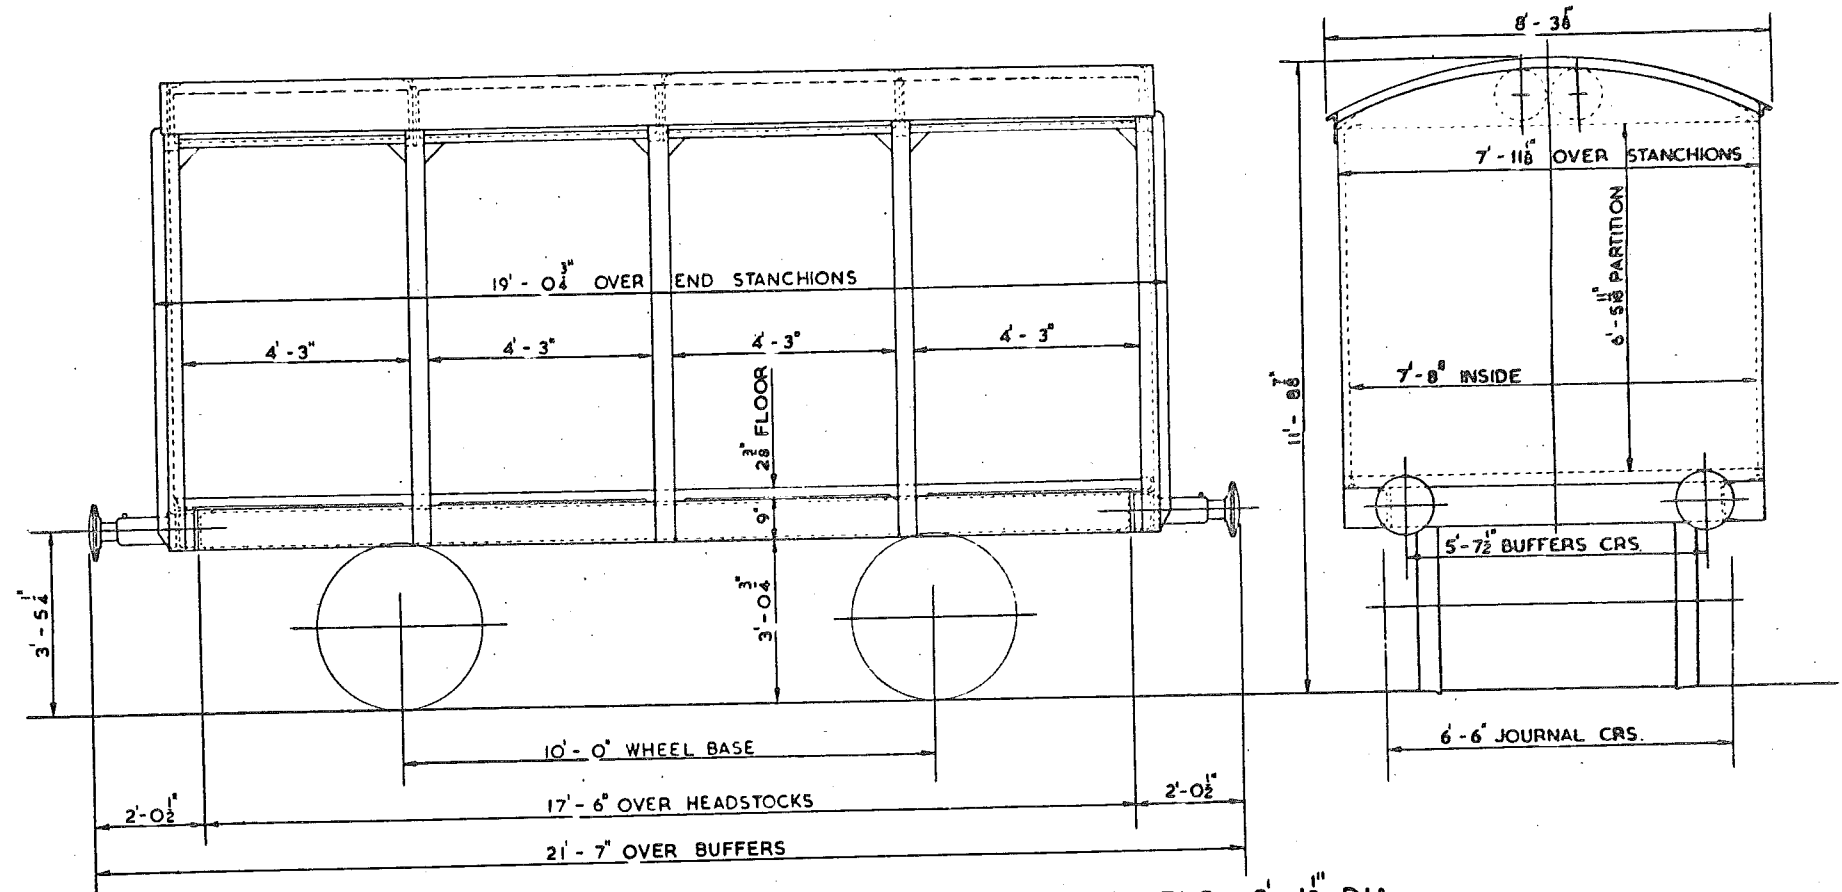 8' - 3⅛"
7' - 11⅛" OVER STANCHIONS
19' - 0¾" OVER END STANCHIONS
6' - 5 11/16" PARTITION
4' - 3"
4' - 3"
4' - 3"
4' - 3"
2⅜" FLOOR
7' - 8" INSIDE
11' - 8⅞"
9"
5' - 7½" BUFFERS CRS.
3' - 5¼"
3' - 0¾"
10' - 0" WHEEL BASE
6' - 6" JOURNAL CRS.
2' - 0½"
17' - 6" OVER HEADSTOCKS
2' - 0½"
21' - 7" OVER BUFFERS